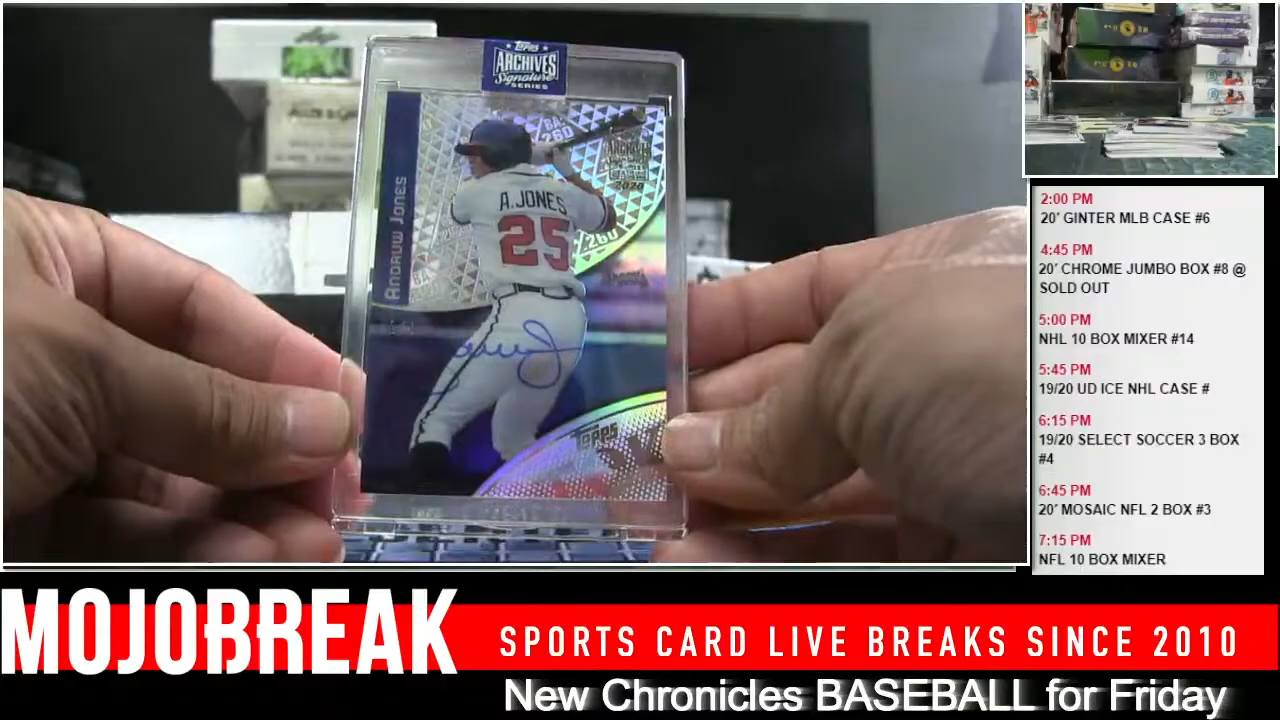 Topps
ARCHIVES
Signature
SERIES
BA
.260
ARCHIVES
2020
ANDRUW JONES
A.JONES
25
.260
Topps
2:00 PM
20' GINTER MLB CASE #6
4:45 PM
20' CHROME JUMBO BOX #8 @
SOLD OUT
5:00 PM
NHL 10 BOX MIXER #14
5:45 PM
19/20 UD ICE NHL CASE #
6:15 PM
19/20 SELECT SOCCER 3 BOX
#4
6:45 PM
20' MOSAIC NFL 2 BOX #3
7:15 PM
NFL 10 BOX MIXER
MOJOBREAK
SPORTS CARD LIVE BREAKS SINCE 2010
New Chronicles BASEBALL for Friday